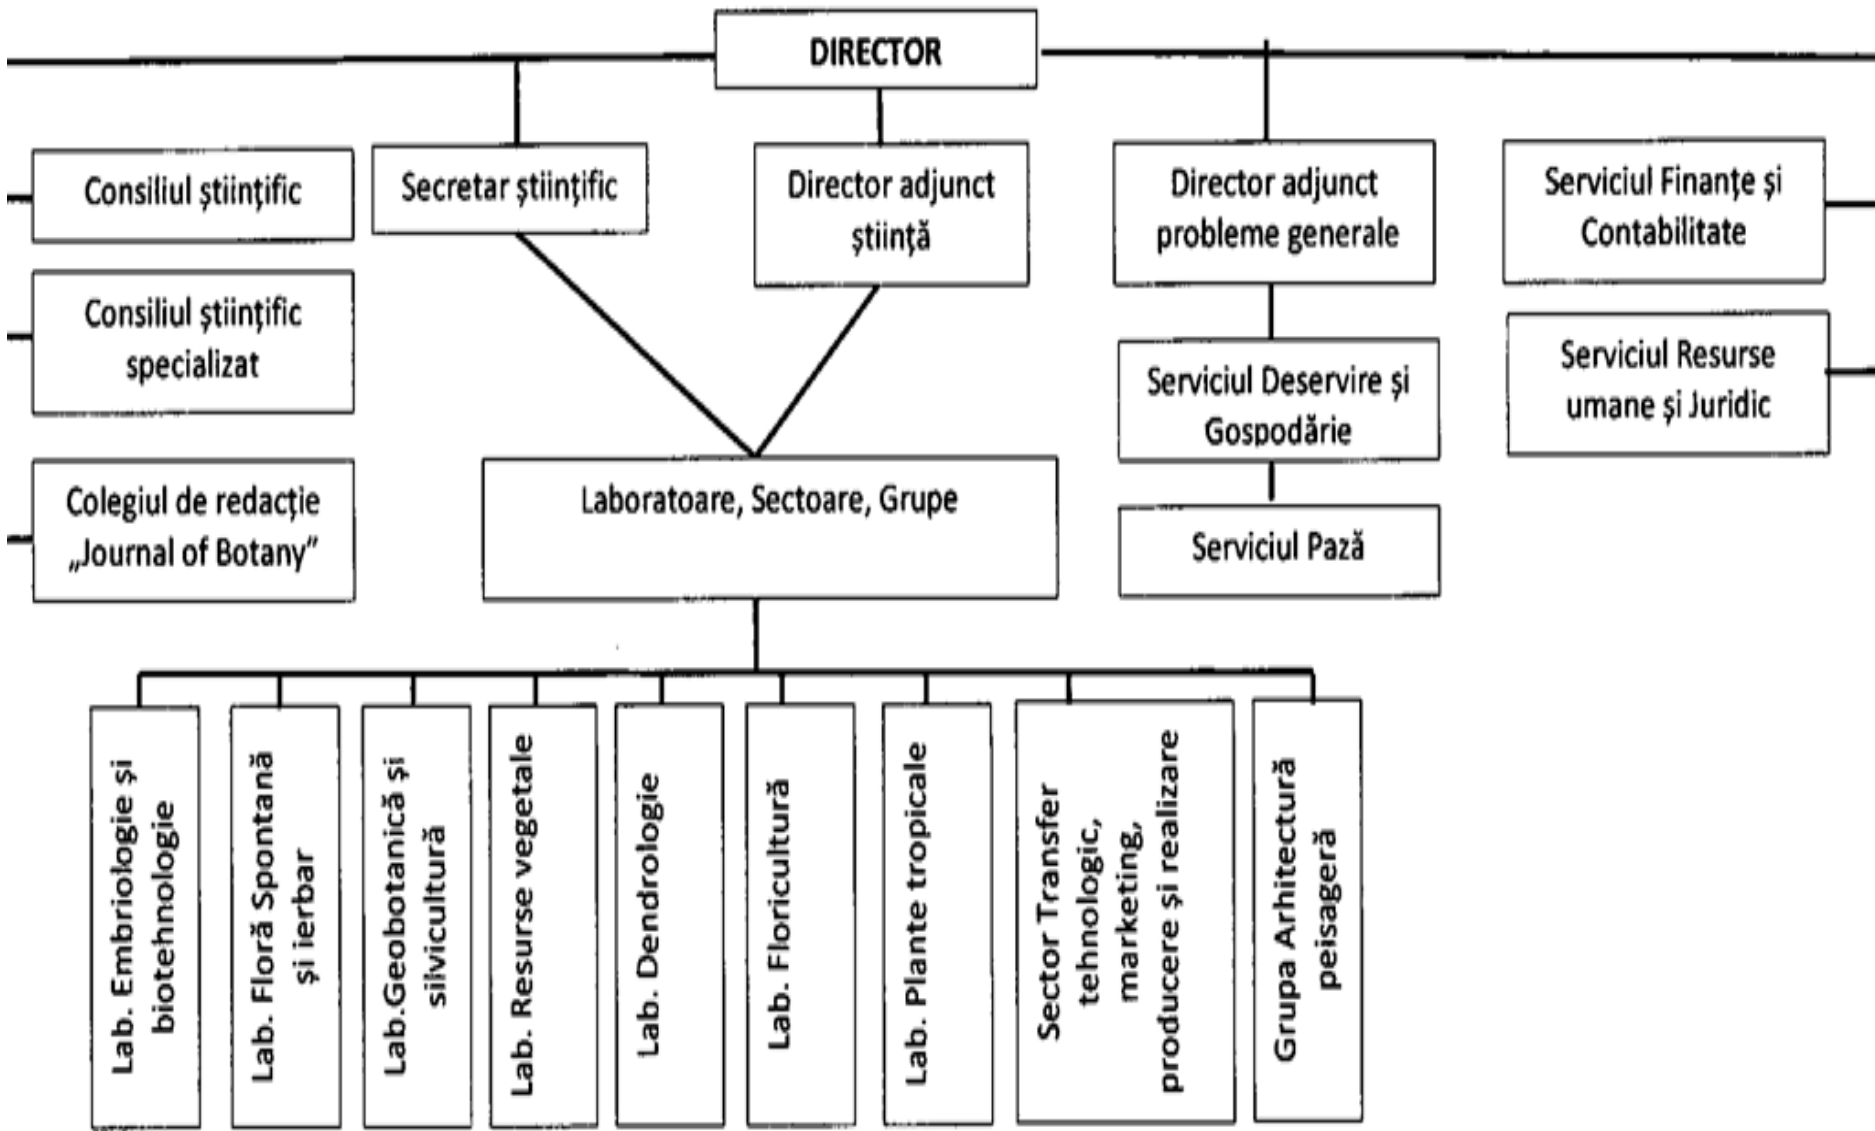 DIRECTOR
Consiliul științific
Secretar științific
Director adjunct
știință
Director adjunct
probleme generale
Serviciul Finanțe și
Contabilitate
Consiliul științific
specializat
Serviciul Deservire și
Gospodărie
Serviciul Resurse
umane și Juridic
Colegiul de redacție
„Journal of Botany”
Laboratoare, Sectoare, Grupe
Serviciul Pază
Lab. Embriologie și
biotehnologie
Lab. Floră Spontană
și ierbar
Lab.Geobotanică și
silvicultură
Lab. Resurse vegetale
Lab. Dendrologie
Lab. Floricultură
Lab. Plante tropicale
Sector Transfer
tehnologic,
marketing,
producere și realizare
Grupa Arhitectură
peisageră